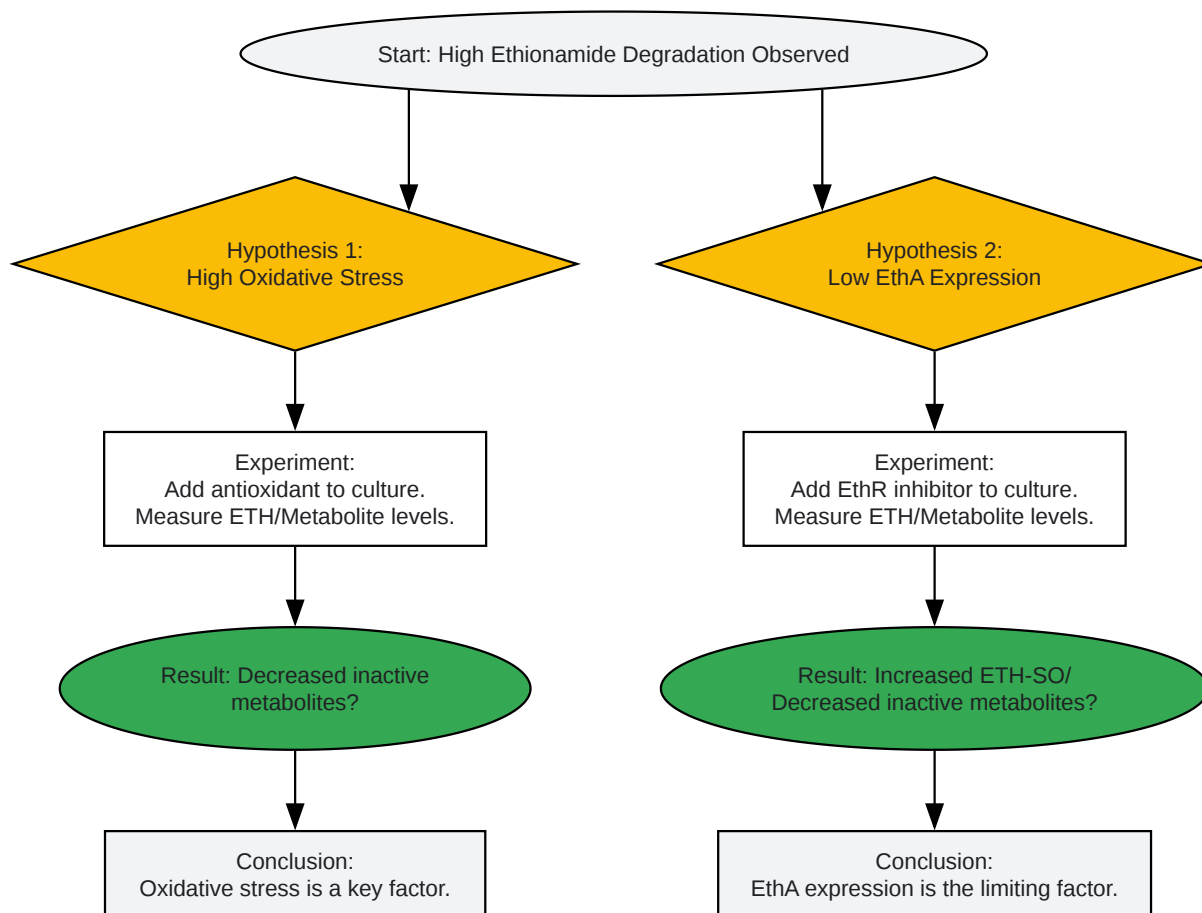 Start: High Ethionamide Degradation Observed
Hypothesis 1:
High Oxidative Stress
Hypothesis 2:
Low EthA Expression
Experiment:
Add antioxidant to culture.
Measure ETH/Metabolite levels.
Experiment:
Add EthR inhibitor to culture.
Measure ETH/Metabolite levels.
Result: Decreased inactive
metabolites?
Result: Increased ETH-SO/
Decreased inactive metabolites?
Conclusion:
Oxidative stress is a key factor.
Conclusion:
EthA expression is the limiting factor.